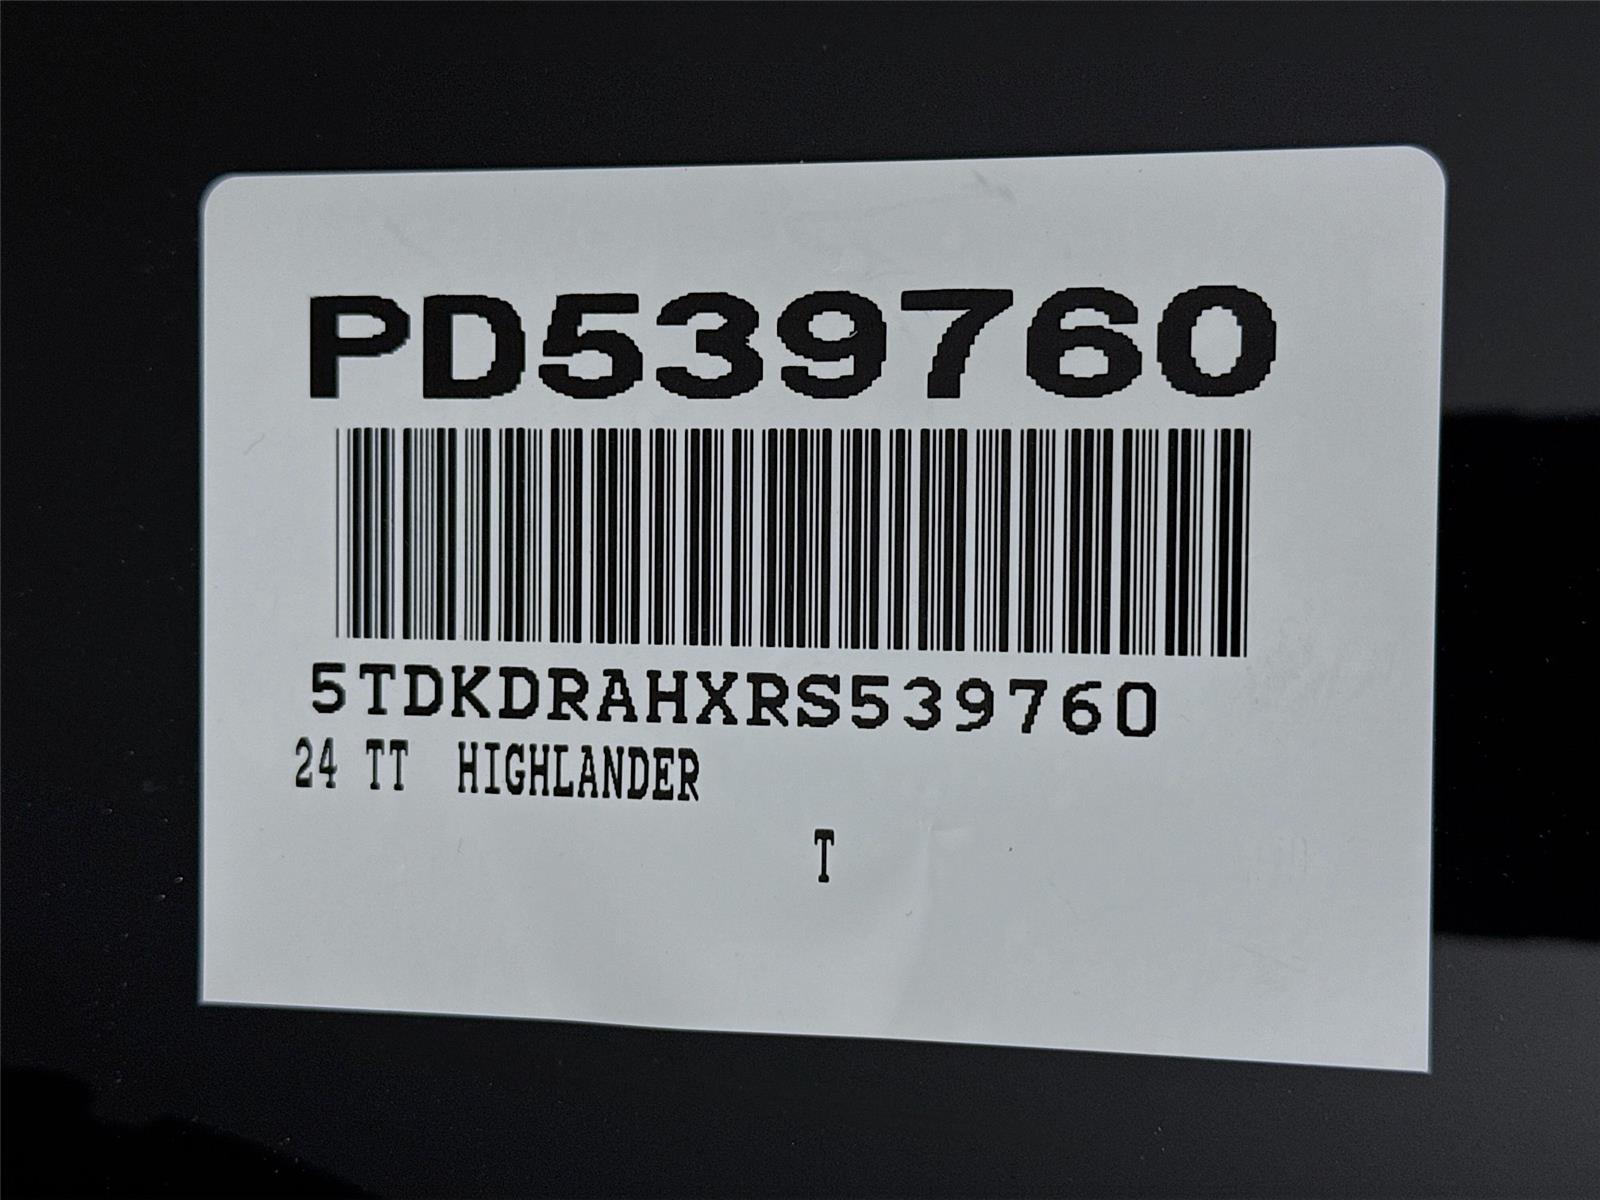 PD539760
5TDKDRAHXRS539760
24 TT HIGHLANDER
T